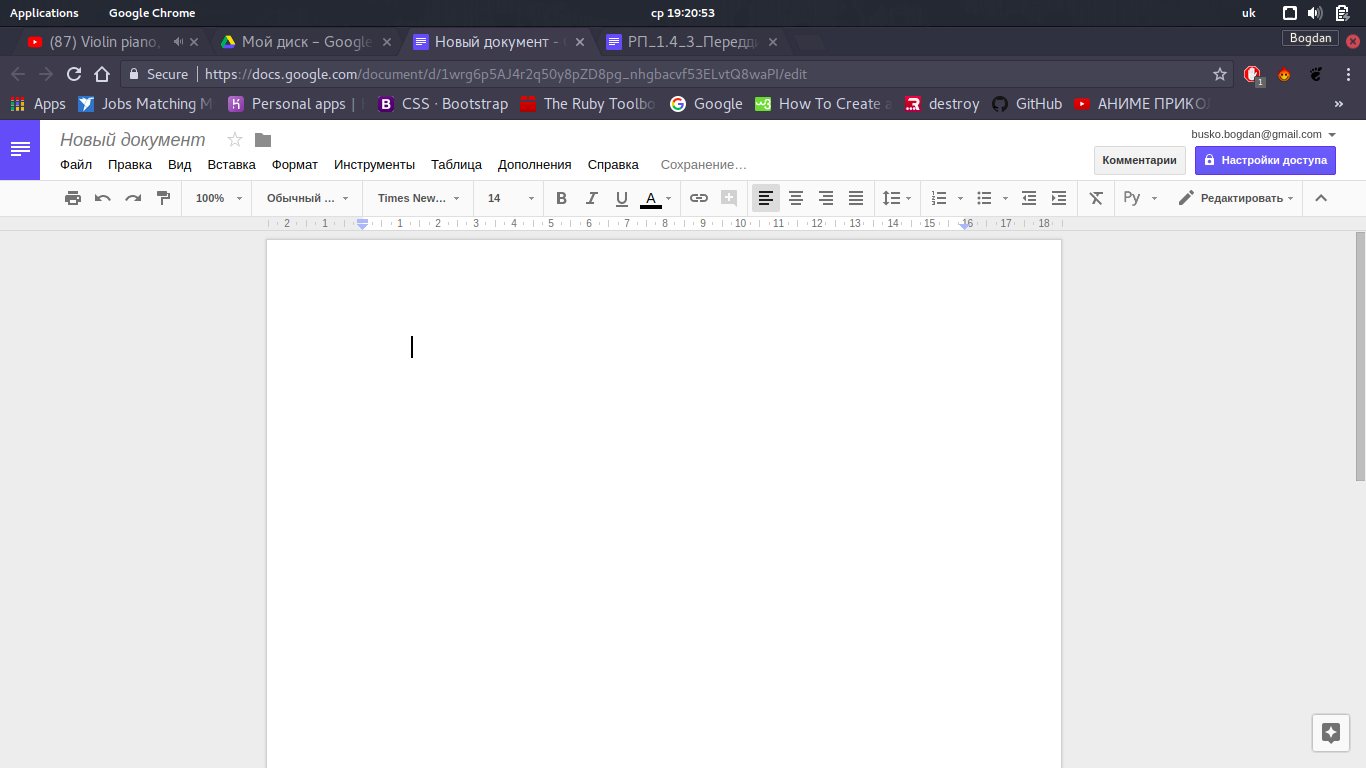 Applications Google Chrome ср 19:20:53 uk
(87) Violin piano, Мой диск – Google Новый документ - РП_1.4_3_Передд Bogdan
Secure https://docs.google.com/document/d/1wrg6p5AJ4r2q50y8pZD8pg_nhgbacvf53ELvtQ8waPI/edit 1
Apps Jobs Matching M Personal apps | CSS · Bootstrap The Ruby Toolbo Google How To Create a destroy GitHub АНИМЕ ПРИКОЛ »
Новый документ busko.bogdan@gmail.com
Файл Правка Вид Вставка Формат Инструменты Таблица Дополнения Справка Сохранение… Комментарии Настройки доступа
100% Обычный ... Times New... 14 B I U A Py Редактировать
2 1 1 2 3 4 5 6 7 8 9 10 11 12 13 14 15 16 17 18